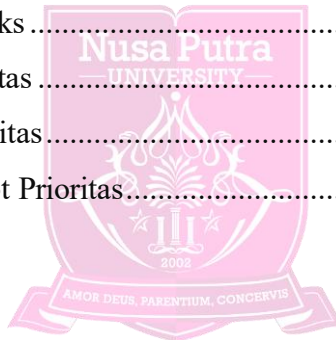 ks ....................................
Nusa Putra
UNIVERSITY
tas ....................................
itas....................................
t Prioritas.........................
2002
AMOR DEUS, PARENTIUM, CONCERVIS